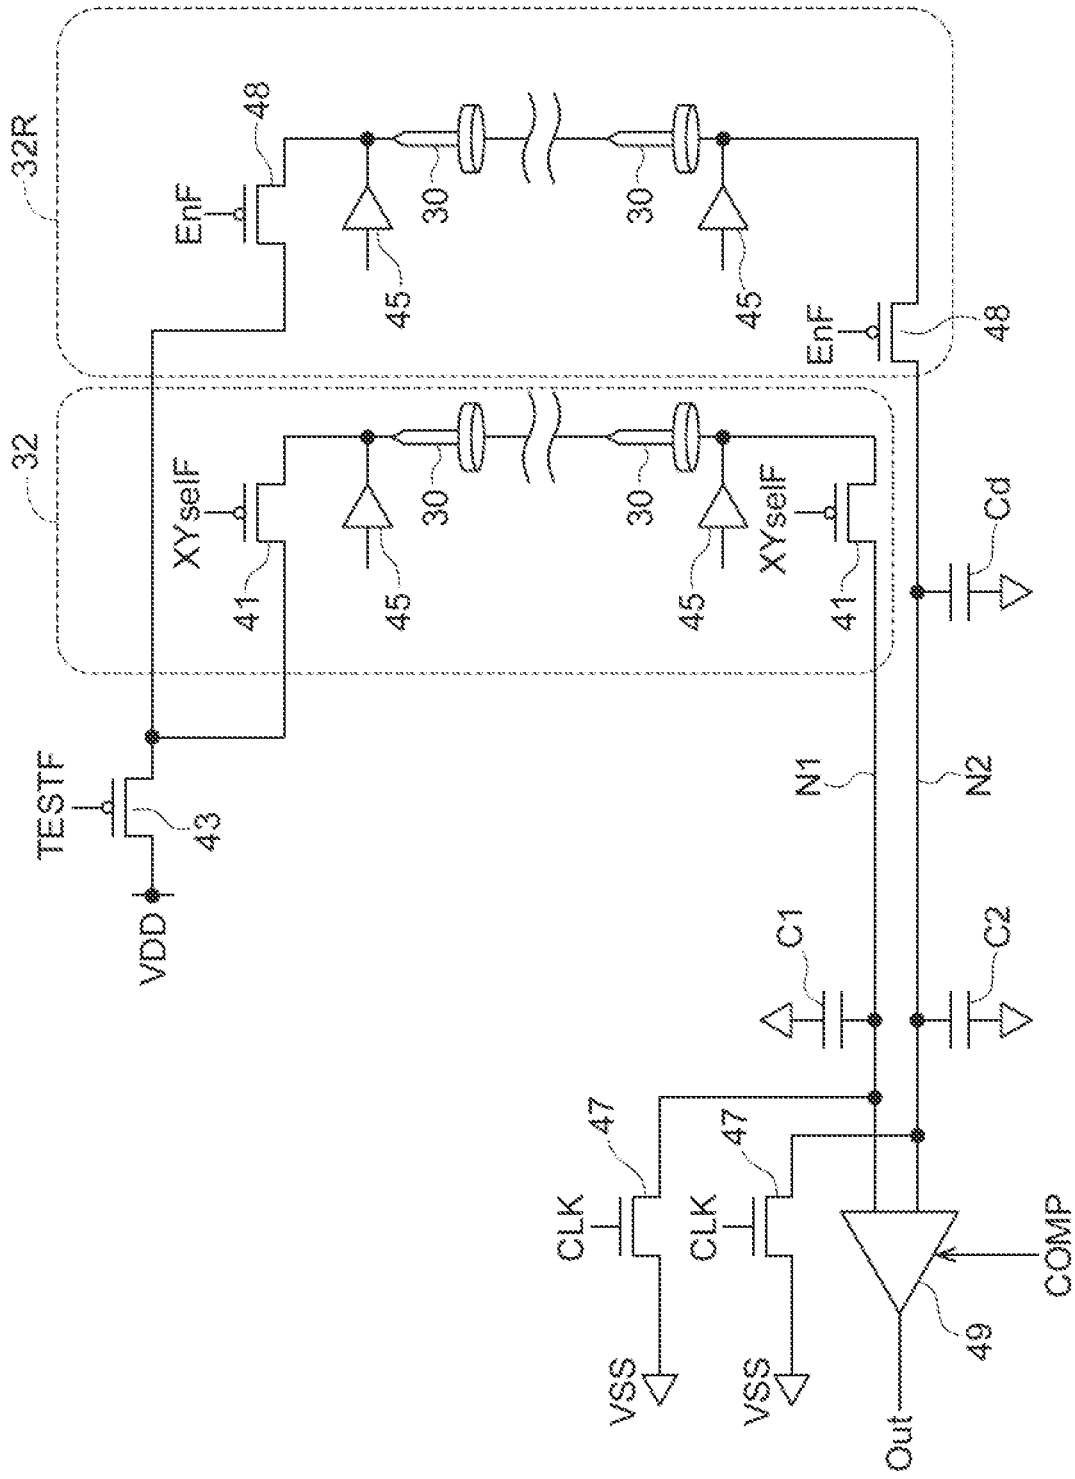 32R
32
EnF
48
45
30
30
45
EnF
48
XYselF
41
45
30
30
45
XYselF
41
Cd
TESTF
43
VDD
N1
N2
C1
C2
CLK
47
CLK
47
VSS
VSS
49
COMP
Out